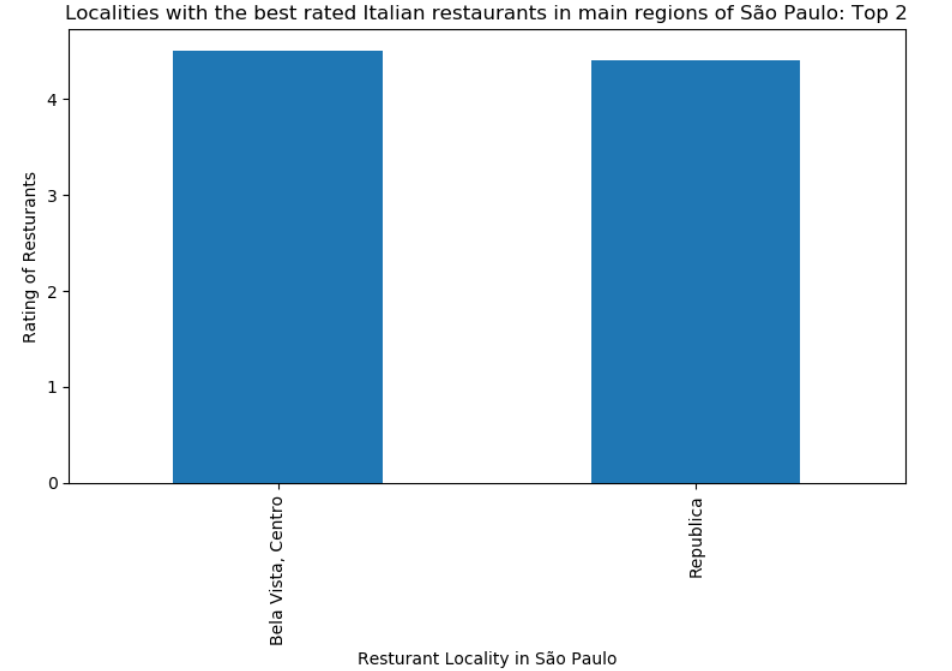 Localities with the best rated Italian restaurants in main regions of São Paulo: Top 2
Rating of Resturants
4
3
2
1
0
Bela Vista, Centro
Republica
Resturant Locality in São Paulo